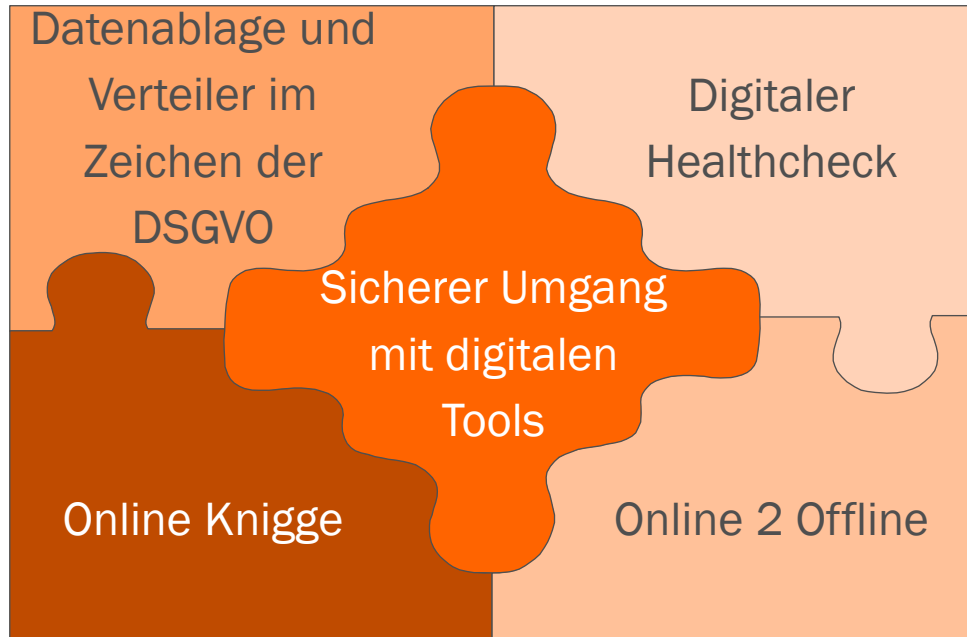 Datenablage und
Verteiler im
Zeichen der
DSGVO
Digitaler
Healthcheck
Sicherer Umgang
mit digitalen
Tools
Online Knigge
Online 2 Offline